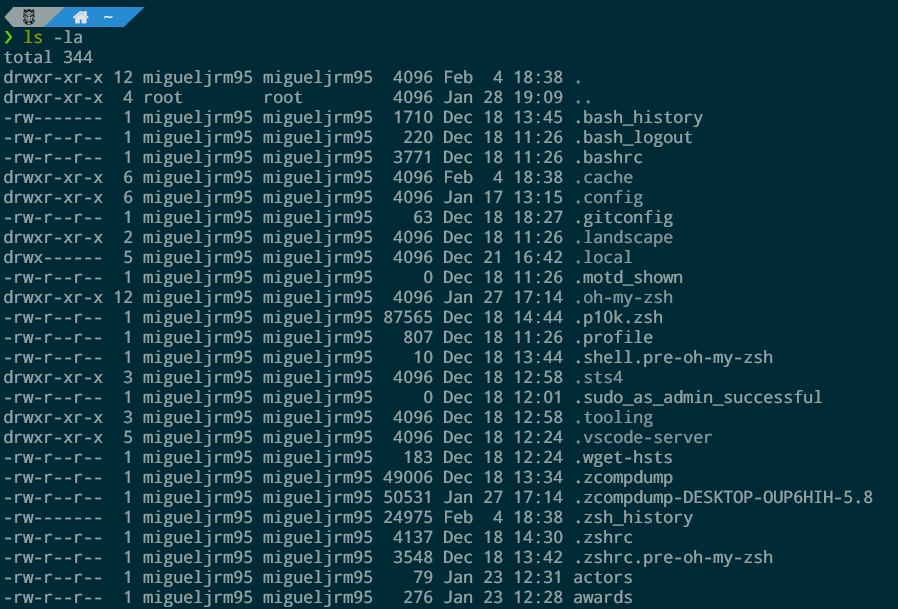 ~
❯ ls -la
total 344
drwxr-xr-x 12 migueljrm95 migueljrm95  4096 Feb  4 18:38 .
drwxr-xr-x  4 root        root         4096 Jan 28 19:09 ..
-rw-------  1 migueljrm95 migueljrm95  1710 Dec 18 13:45 .bash_history
-rw-r--r--  1 migueljrm95 migueljrm95   220 Dec 18 11:26 .bash_logout
-rw-r--r--  1 migueljrm95 migueljrm95  3771 Dec 18 11:26 .bashrc
drwxr-xr-x  6 migueljrm95 migueljrm95  4096 Feb  4 18:38 .cache
drwxr-xr-x  6 migueljrm95 migueljrm95  4096 Jan 17 13:15 .config
-rw-r--r--  1 migueljrm95 migueljrm95    63 Dec 18 18:27 .gitconfig
drwxr-xr-x  2 migueljrm95 migueljrm95  4096 Dec 18 11:26 .landscape
drwx------  5 migueljrm95 migueljrm95  4096 Dec 21 16:42 .local
-rw-r--r--  1 migueljrm95 migueljrm95     0 Dec 18 11:26 .motd_shown
drwxr-xr-x 12 migueljrm95 migueljrm95  4096 Jan 27 17:14 .oh-my-zsh
-rw-r--r--  1 migueljrm95 migueljrm95 87565 Dec 18 14:44 .p10k.zsh
-rw-r--r--  1 migueljrm95 migueljrm95   807 Dec 18 11:26 .profile
-rw-r--r--  1 migueljrm95 migueljrm95    10 Dec 18 13:44 .shell.pre-oh-my-zsh
drwxr-xr-x  3 migueljrm95 migueljrm95  4096 Dec 18 12:58 .sts4
-rw-r--r--  1 migueljrm95 migueljrm95     0 Dec 18 12:01 .sudo_as_admin_successful
drwxr-xr-x  3 migueljrm95 migueljrm95  4096 Dec 18 12:58 .tooling
drwxr-xr-x  5 migueljrm95 migueljrm95  4096 Dec 18 12:24 .vscode-server
-rw-r--r--  1 migueljrm95 migueljrm95   183 Dec 18 12:24 .wget-hsts
-rw-r--r--  1 migueljrm95 migueljrm95 49006 Dec 18 13:34 .zcompdump
-rw-r--r--  1 migueljrm95 migueljrm95 50531 Jan 27 17:14 .zcompdump-DESKTOP-OUP6HIH-5.8
-rw-------  1 migueljrm95 migueljrm95 24975 Feb  4 18:38 .zsh_history
-rw-r--r--  1 migueljrm95 migueljrm95  4137 Dec 18 14:30 .zshrc
-rw-r--r--  1 migueljrm95 migueljrm95  3548 Dec 18 13:42 .zshrc.pre-oh-my-zsh
-rw-r--r--  1 migueljrm95 migueljrm95    79 Jan 23 12:31 actors
-rw-r--r--  1 migueljrm95 migueljrm95   276 Jan 23 12:28 awards